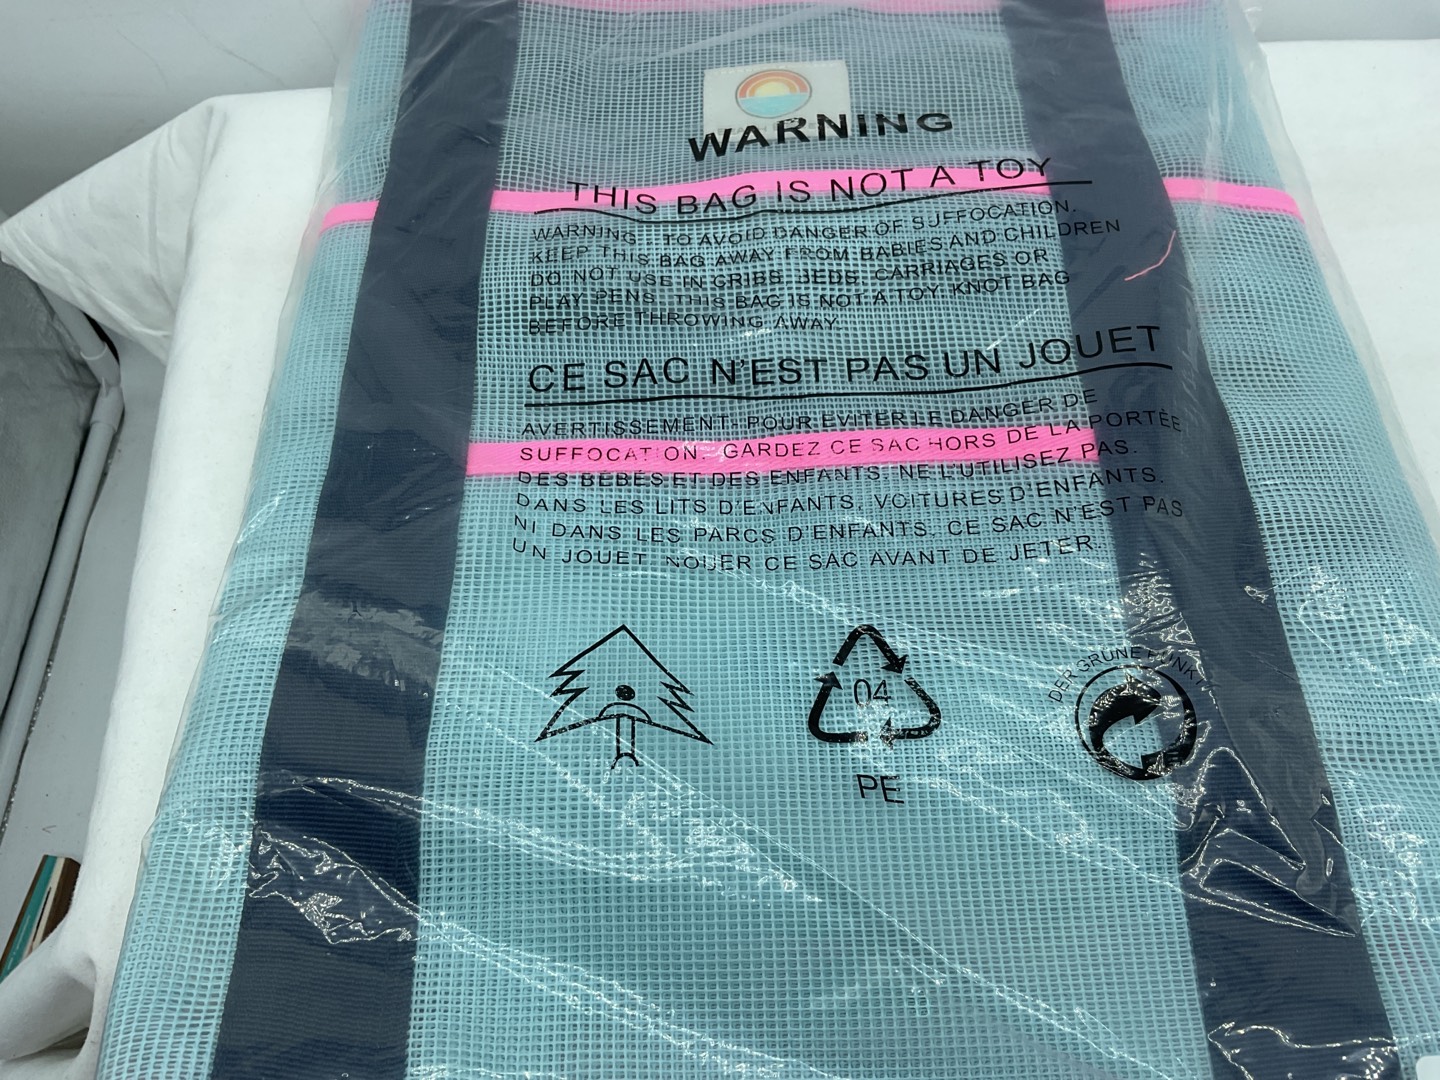 WARNING
THIS BAG IS NOT A TOY
WARNING: TO AVOID DANGER OF SUFFOCATION.
KEEP THIS BAG AWAY FROM BABIES AND CHILDREN
DO NOT USE IN CRIBS. BEDS. CARRIAGES OR
PLAY PENS. THIS BAG IS NOT A TOY. KNOT BAG
BEFORE THROWING AWAY.
CE SAC N'EST PAS UN JOUET
AVERTISSEMENT: POUR EVITER LE DANGER DE
SUFFOCATION. GARDEZ CE SAC HORS DE LA PORTÉE
DES BÉBÉS ET DES ENFANTS. NE L'UTILISEZ PAS.
DANS LES LITS D'ENFANTS. VOITURES D'ENFANTS.
NI DANS LES PARCS D'ENFANTS. CE SAC N'EST PAS
UN JOUET NOUER CE SAC AVANT DE JETER.
DER GRUNE PUNKT
04
PE